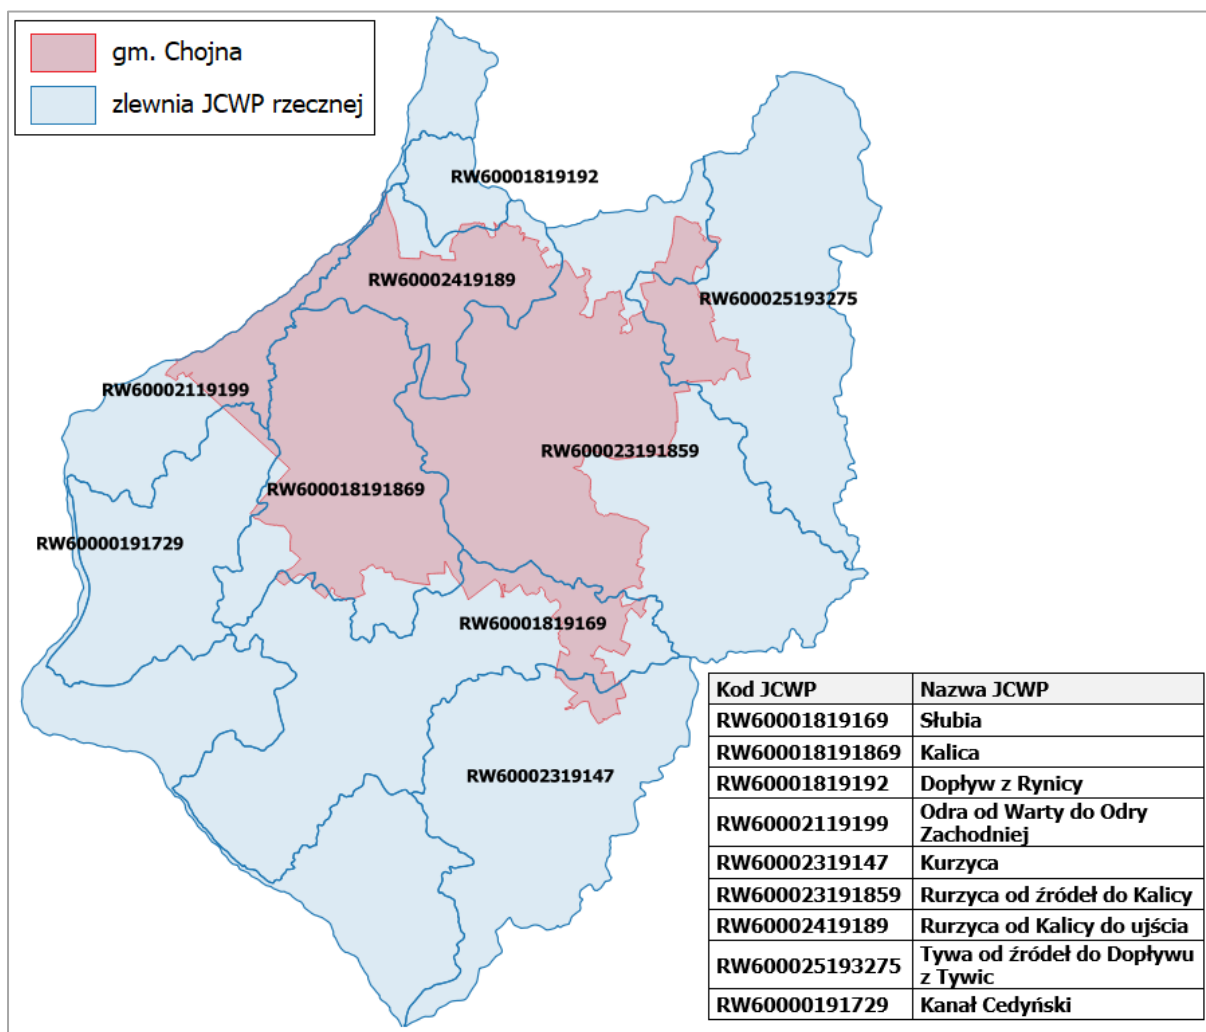 gm. Chojna
zlewnia JCWP rzecznej
RW60001819192
RW60002419189
RW600025193275
RW60002119199
RW600023191859
RW600018191869
RW60000191729
RW60001819169
RW60002319147
Kod JCWP Nazwa JCWP
RW60001819169 Słubia
RW600018191869 Kalica
RW60001819192 Dopływ z Rynicy
RW60002119199 Odra od Warty do Odry
Zachodniej
RW60002319147 Kurzyca
RW600023191859 Rurzyca od źródeł do Kalicy
RW60002419189 Rurzyca od Kalicy do ujścia
RW600025193275 Tywa od źródeł do Dopływu
z Tywic
RW60000191729 Kanał Cedyński